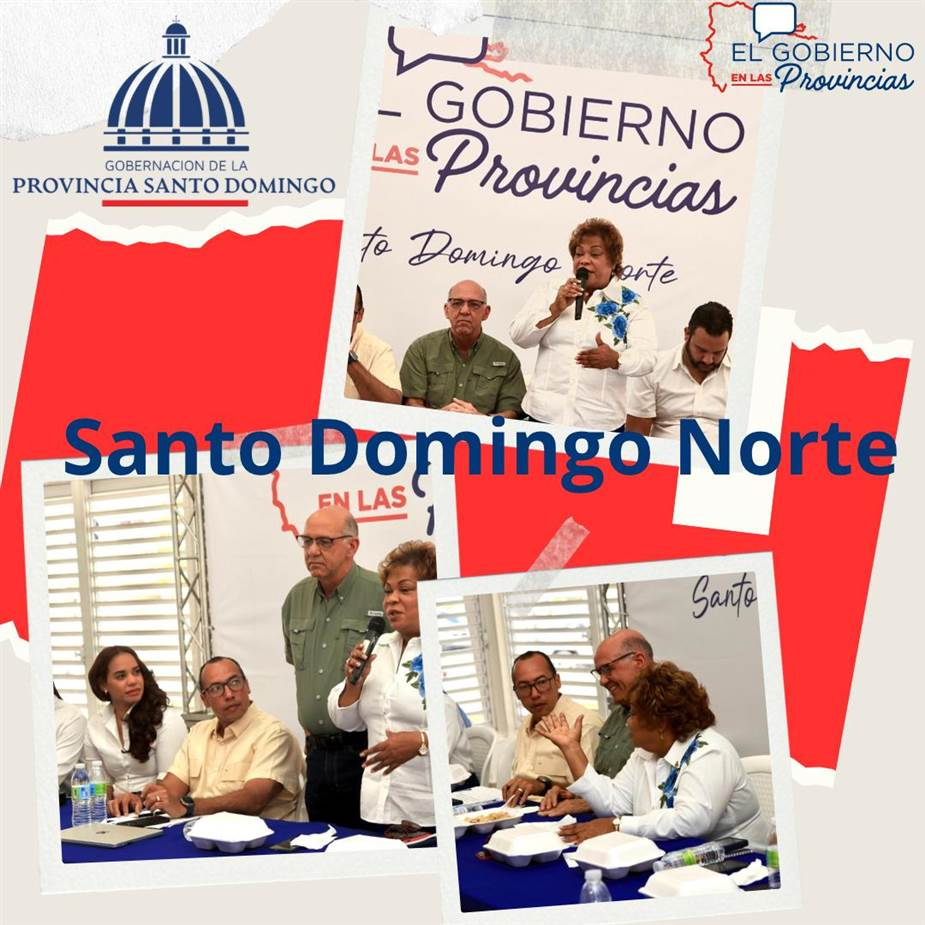 GOBERNACION DE LA
PROVINCIA SANTO DOMINGO
EL GOBIERNO
EN LAS Provincias
L GOBIERNO
LAS Provincias
to Domingo orte
Santo Domingo Norte
EN LAS
Santo